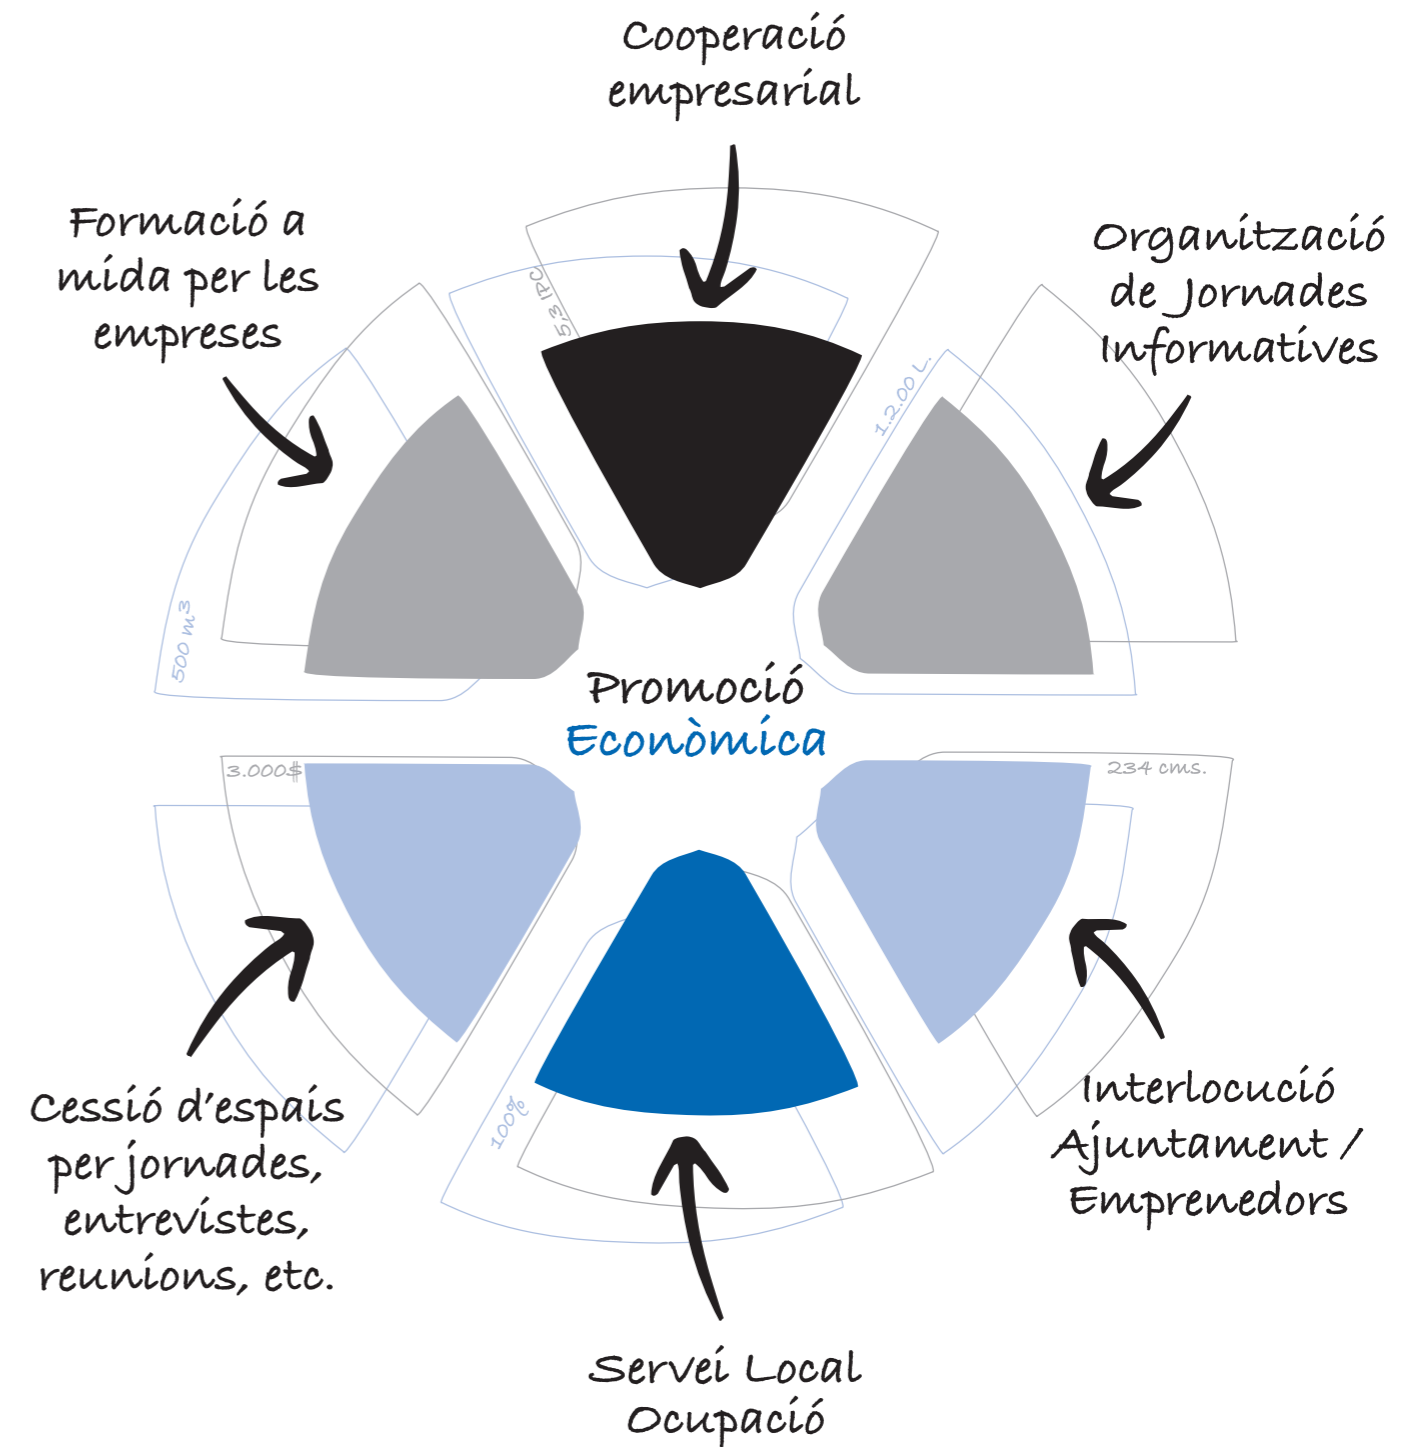 Cooperació
empresarial
Formació a
mida per les
empreses
Organització
de Jornades
Informatives
5,3 IPC
1.2.00 L.
500 m³
Promoció
Econòmica
3.000$
234 cms.
100%
Cessió d'espais
per jornades,
entrevistes,
reunions, etc.
Interlocució
Ajuntament /
Emprenedors
Servei Local
Ocupació